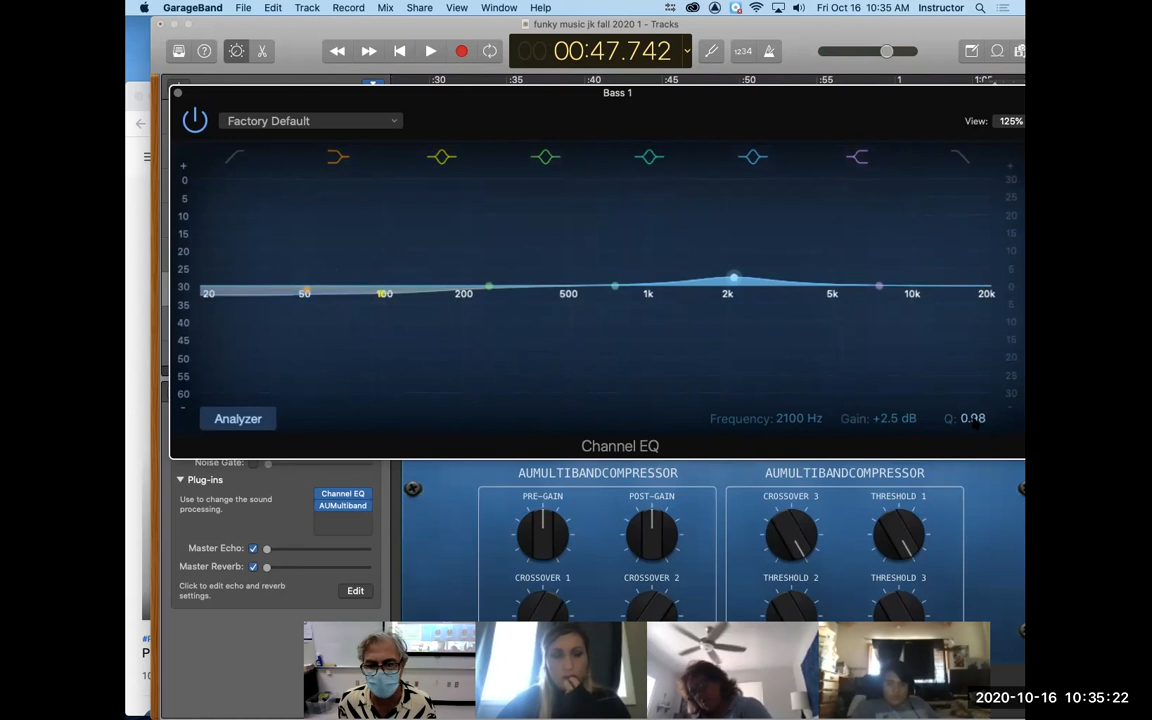 GarageBand File Edit Track Record Mix Share View Window Help Fri Oct 16 10:35 AM Instructor
funky music jk fall 2020 1 - Tracks
00:47.742 1234
:30 :35 :40 :45 :50 :55 1 1:05
Bass 1
Factory Default View: 125%
+ +
0 30
5 25
10 20
15 15
20 10
25 5
30 0
20 50 100 200 500 1k 2k 5k 10k 20k
35 5
40 10
45 15
50 20
55 25
60 30
- -
Analyzer Frequency: 2100 Hz Gain: +2.5 dB Q: 0.98
Channel EQ
Noise Gate:
Plug-ins
Use to change the sound
processing.
Channel EQ
AUMultiband
Master Echo:
Master Reverb:
Click to edit echo and reverb
settings.
Edit
AUMULTIBANDCOMPRESSOR AUMULTIBANDCOMPRESSOR
PRE-GAIN POST-GAIN CROSSOVER 3 THRESHOLD 1
CROSSOVER 1 CROSSOVER 2 THRESHOLD 2 THRESHOLD 3
2020-10-16 10:35:22